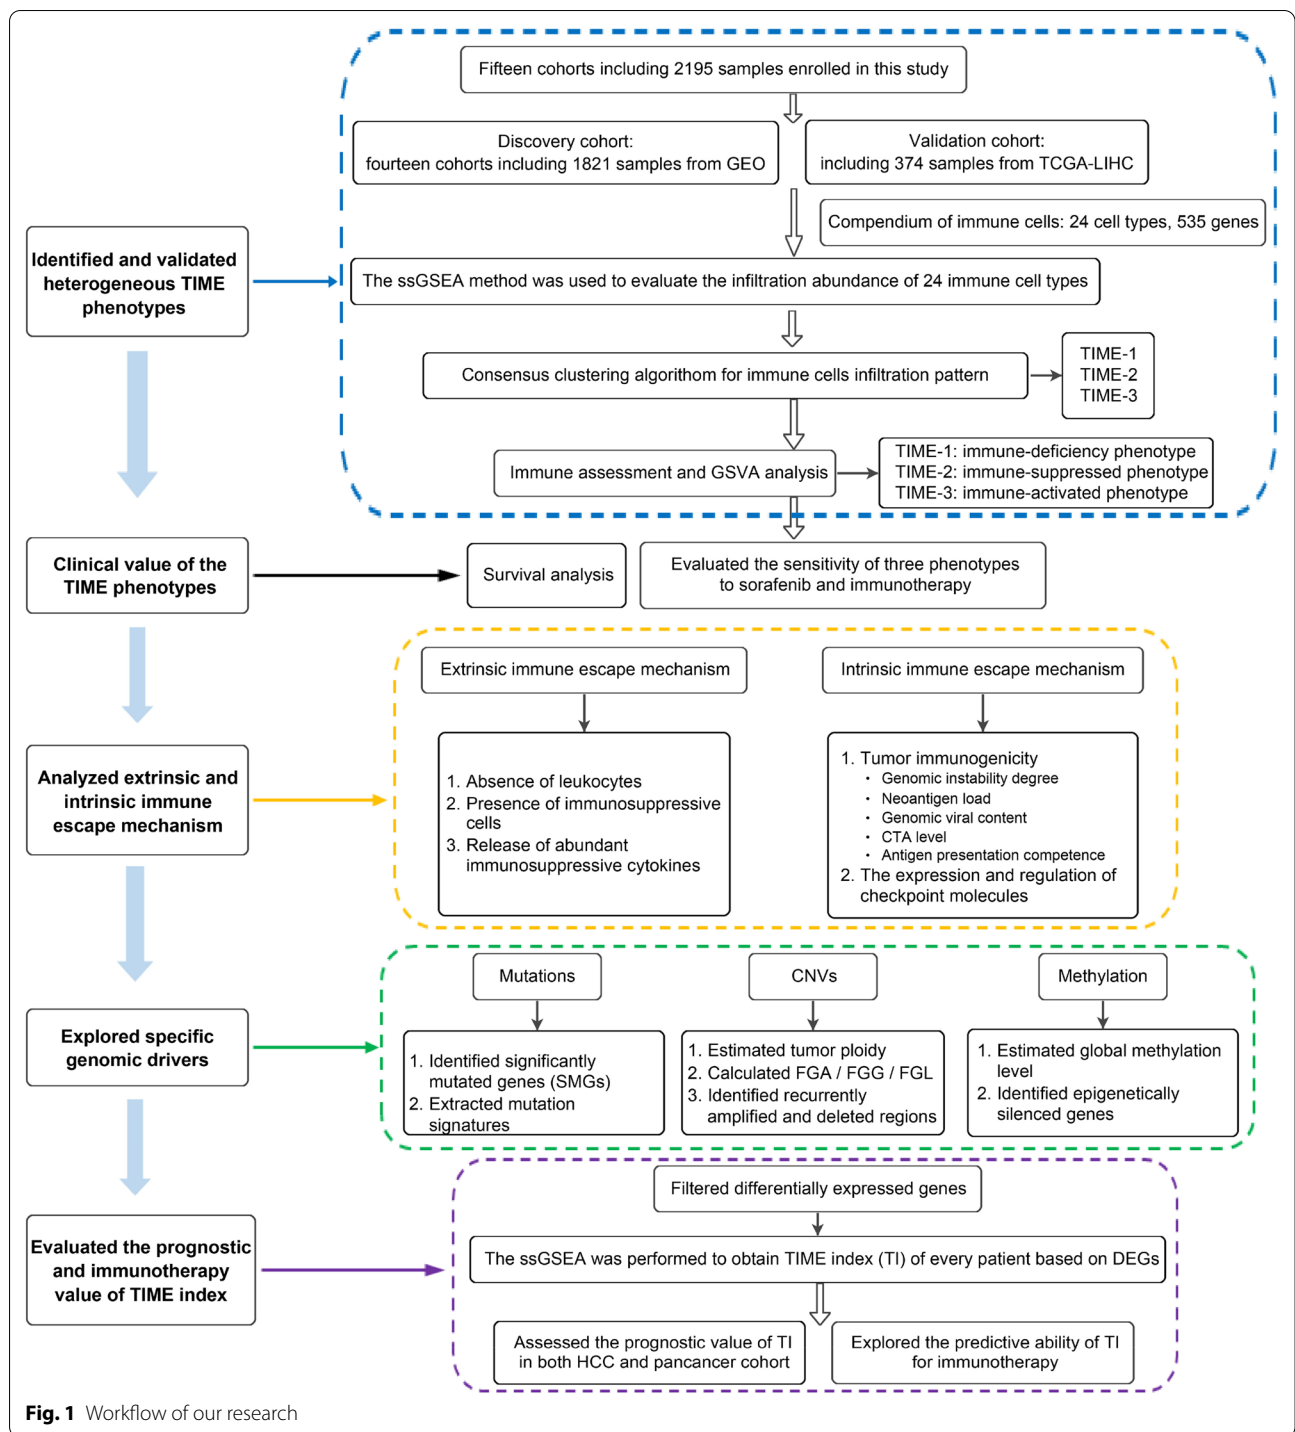 Fifteen cohorts including 2195 samples enrolled in this study
Discovery cohort:
fourteen cohorts including 1821 samples from GEO
Validation cohort:
including 374 samples from TCGA-LIHC
Compendium of immune cells: 24 cell types, 535 genes
Identified and validated
heterogeneous TIME
phenotypes
The ssGSEA method was used to evaluate the infiltration abundance of 24 immune cell types
Consensus clustering algorithom for immune cells infiltration pattern
TIME-1
TIME-2
TIME-3
Immune assessment and GSVA analysis
TIME-1: immune-deficiency phenotype
TIME-2: immune-suppressed phenotype
TIME-3: immune-activated phenotype
Clinical value of the
TIME phenotypes
Survival analysis
Evaluated the sensitivity of three phenotypes
to sorafenib and immunotherapy
Analyzed extrinsic and
intrinsic immune
escape mechanism
Extrinsic immune escape mechanism
1. Absence of leukocytes
2. Presence of immunosuppressive
cells
3. Release of abundant
immunosuppressive cytokines
Intrinsic immune escape mechanism
1. Tumor immunogenicity
• Genomic instability degree
• Neoantigen load
• Genomic viral content
• CTA level
• Antigen presentation competence
2. The expression and regulation of
checkpoint molecules
Explored specific
genomic drivers
Mutations
1. Identified significantly
mutated genes (SMGs)
2. Extracted mutation
signatures
CNVs
1. Estimated tumor ploidy
2. Calculated FGA / FGG / FGL
3. Identified recurrently
amplified and deleted regions
Methylation
1. Estimated global methylation
level
2. Identified epigenetically
silenced genes
Evaluated the prognostic
and immunotherapy
value of TIME index
Filtered differentially expressed genes
The ssGSEA was performed to obtain TIME index (TI) of every patient based on DEGs
Assessed the prognostic value of TI
in both HCC and pancancer cohort
Explored the predictive ability of TI
for immunotherapy
Fig. 1 Workflow of our research